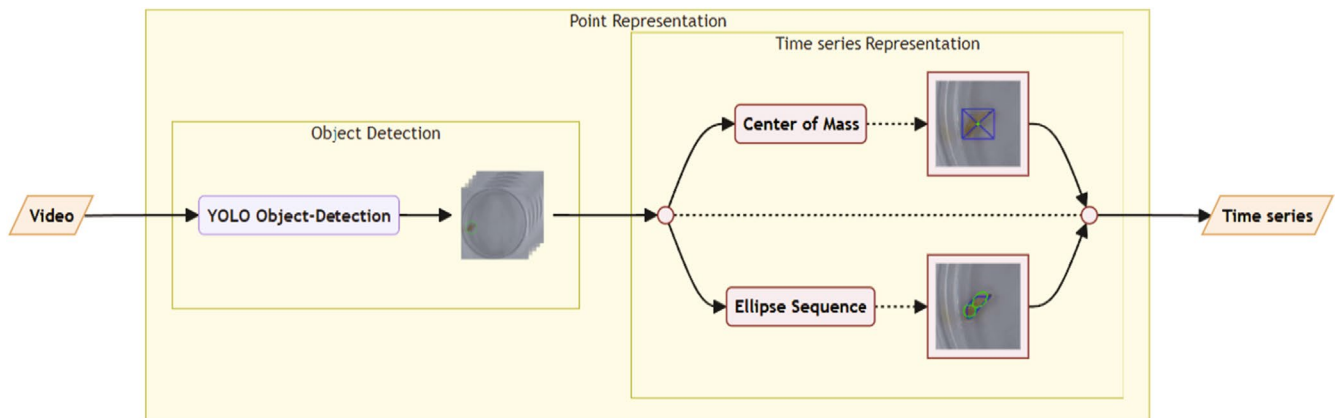 Point Representation
Time series Representation
Object Detection
Center of Mass
Video
YOLO Object-Detection
Time series
Ellipse Sequence